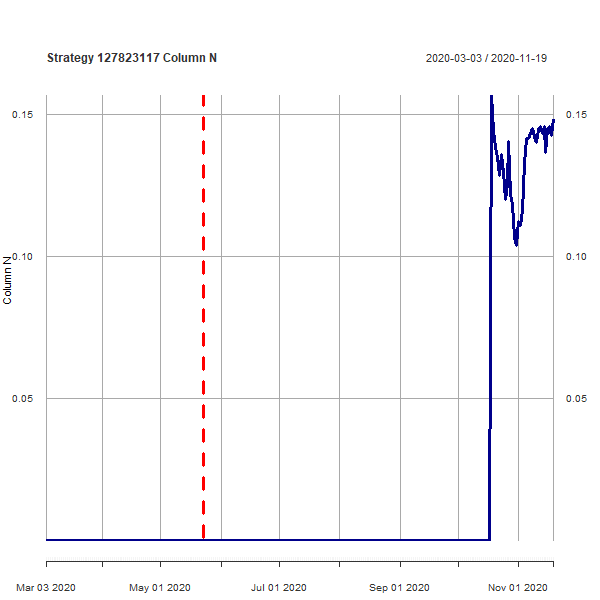 Strategy 127823117 Column N
2020-03-03 / 2020-11-19
0.15
0.15
0.10
0.10
0.05
0.05
Column N
Mar 03 2020
May 01 2020
Jul 01 2020
Sep 01 2020
Nov 01 2020